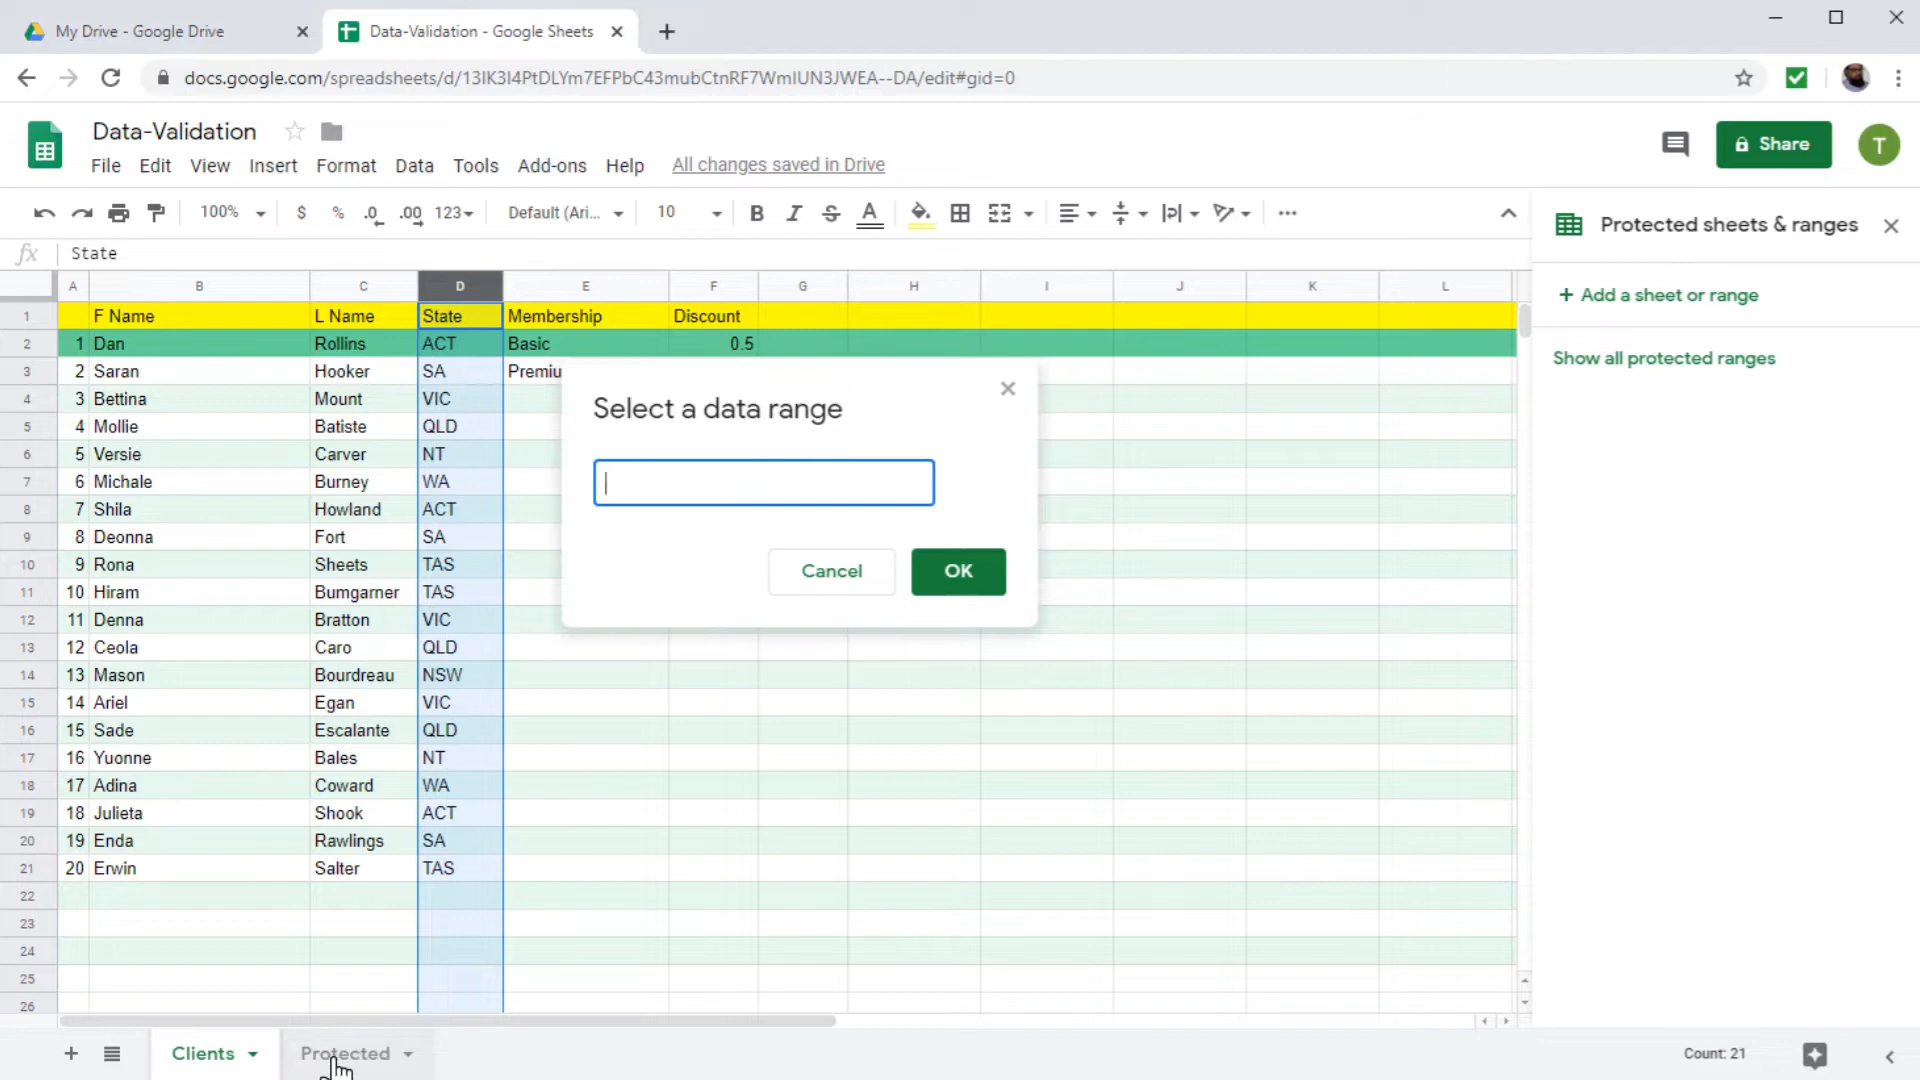 My Drive - Google Drive
Data-Validation - Google Sheets
docs.google.com/spreadsheets/d/13IK3I4PtDLYm7EFPbC43mubCtnRF7WmIUN3JWEA--DA/edit#gid=0
Data-Validation
Share
T
File Edit View Insert Format Data Tools Add-ons Help All changes saved in Drive
100% $ % .0 .00 123 Default (Ari... 10 B I S A
Protected sheets & ranges
fx State
A B C D E F G H I J K L
+ Add a sheet or range
Show all protected ranges
1 F Name L Name State Membership Discount
2 1 Dan Rollins ACT Basic 0.5
3 2 Saran Hooker SA Premiu
4 3 Bettina Mount VIC
5 4 Mollie Batiste QLD
6 5 Versie Carver NT
7 6 Michale Burney WA
8 7 Shila Howland ACT
9 8 Deonna Fort SA
10 9 Rona Sheets TAS
11 10 Hiram Bumgarner TAS
12 11 Denna Bratton VIC
13 12 Ceola Caro QLD
14 13 Mason Bourdreau NSW
15 14 Ariel Egan VIC
16 15 Sade Escalante QLD
17 16 Yuonne Bales NT
18 17 Adina Coward WA
19 18 Julieta Shook ACT
20 19 Enda Rawlings SA
21 20 Erwin Salter TAS
22
23
24
25
26
Select a data range
Cancel OK
Clients Protected
Count: 21